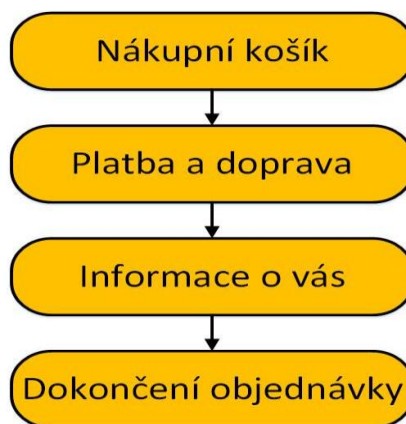 Nákupní košík
Platba a doprava
Informace o vás
Dokončení objednávky